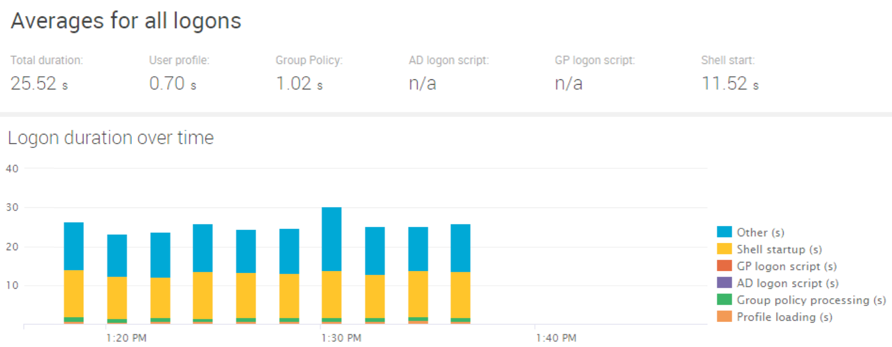 Averages for all logons
Total duration: User profile: Group Policy: AD logon script: GP logon script: Shell start:
25.52 s 0.70 s 1.02 s n/a n/a 11.52 s
Logon duration over time
40
30
20
10
1:20 PM 1:30 PM 1:40 PM
Other (s)
Shell startup (s)
GP logon script (s)
AD logon script (s)
Group policy processing (s)
Profile loading (s)